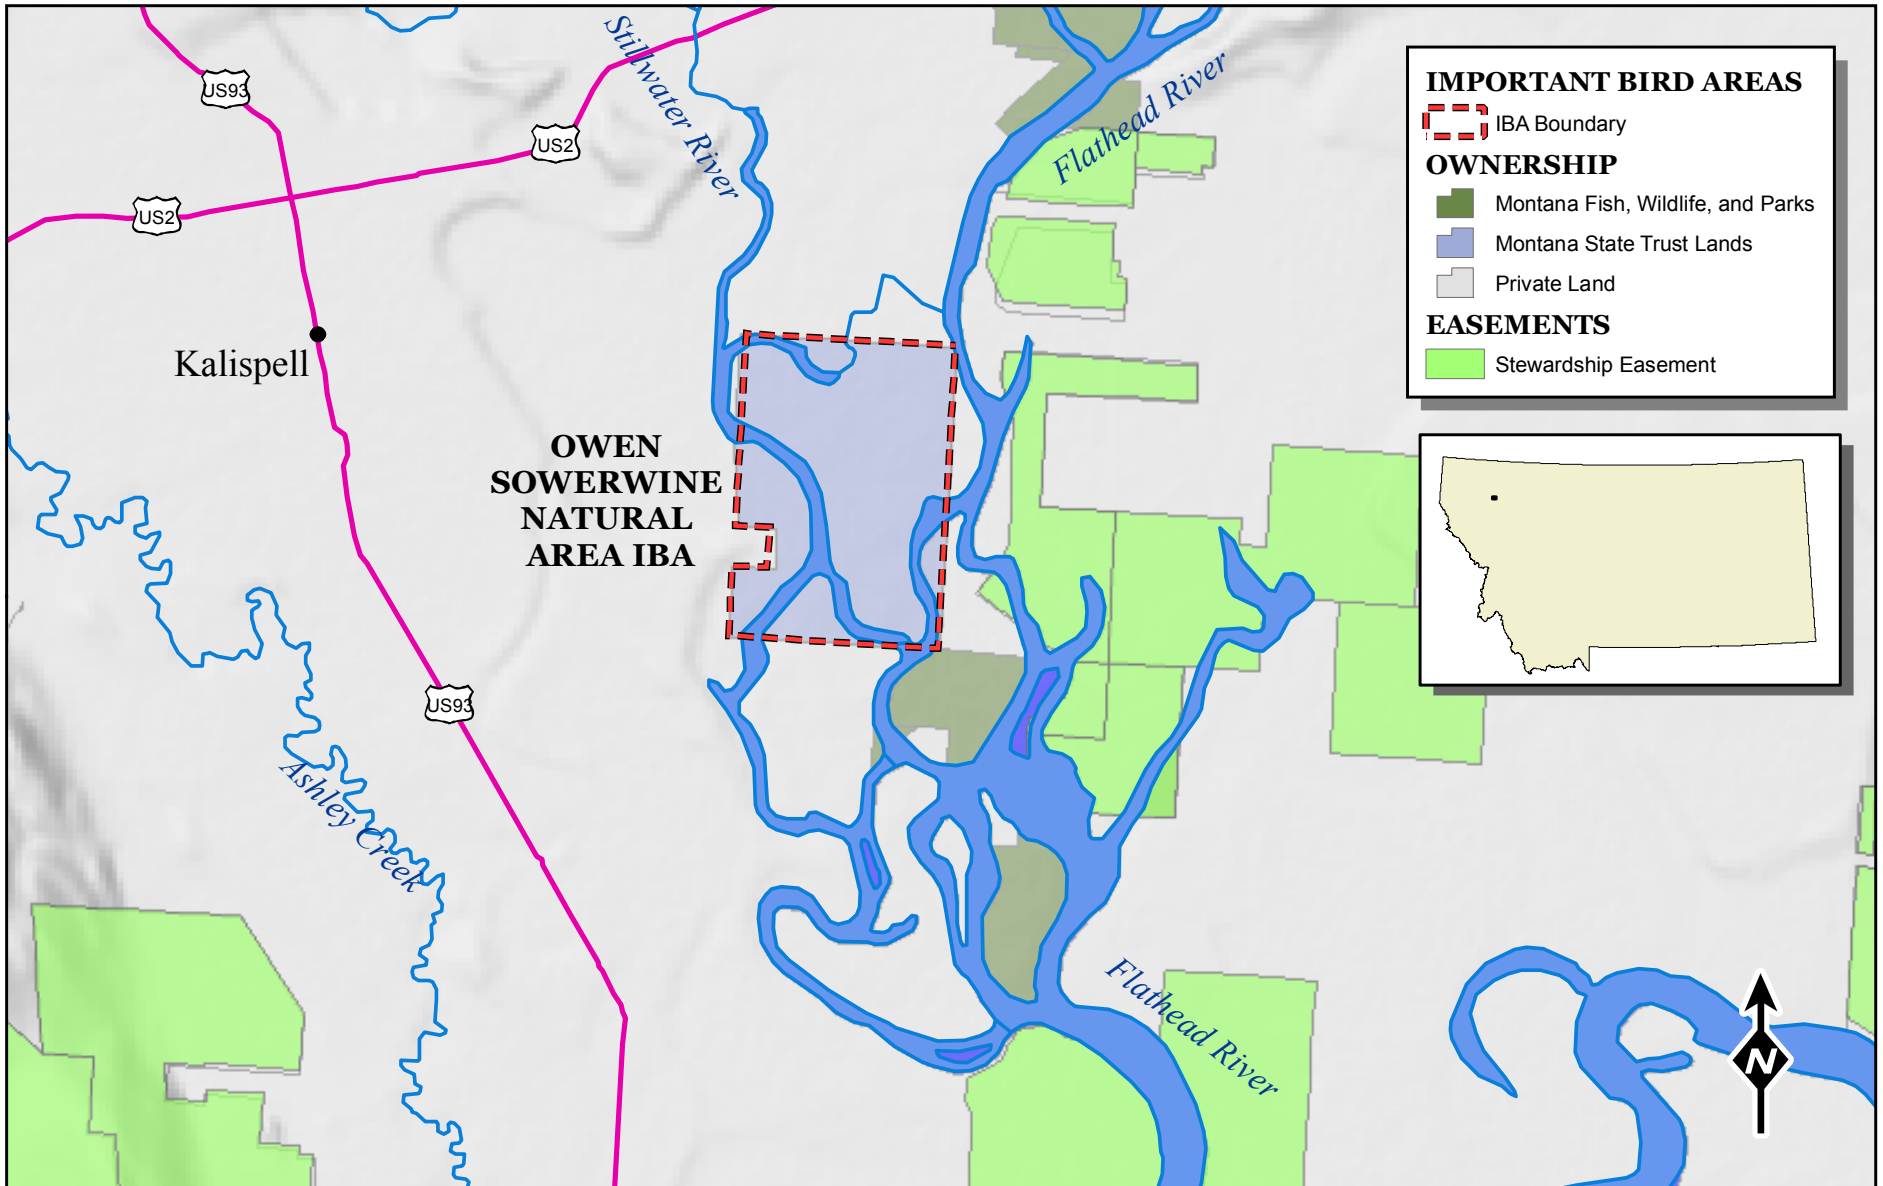 US93
US2
US2
Stillwater River
Flathead River
Kalispell
OWEN
SOWERWINE
NATURAL
AREA IBA
US93
Ashley Creek
Flathead River
IMPORTANT BIRD AREAS
IBA Boundary
OWNERSHIP
Montana Fish, Wildlife, and Parks
Montana State Trust Lands
Private Land
EASEMENTS
Stewardship Easement
N